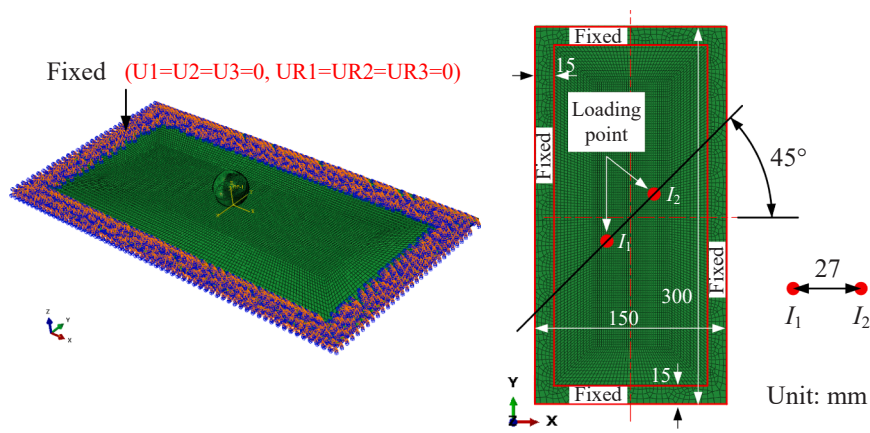 Fixed (U1=U2=U3=0, UR1=UR2=UR3=0)
Z
Y
X
Fixed
15
Loading
point
Fixed
45°
I2
I1
Fixed
27
300
150
I1 I2
15
Fixed
Y
Z X
Unit: mm